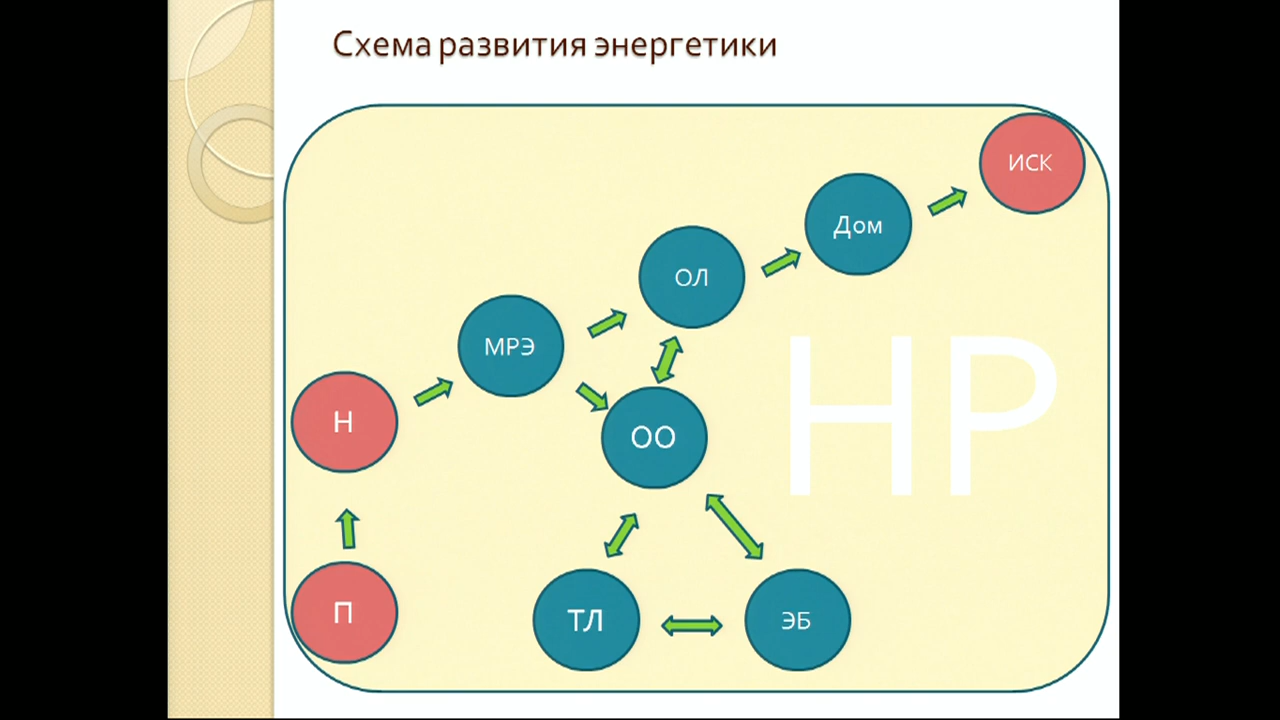 Схема развития энергетики
ИСК
Дом
ОЛ
МРЭ
НР
Н
ОО
П
ТЛ
ЭБ